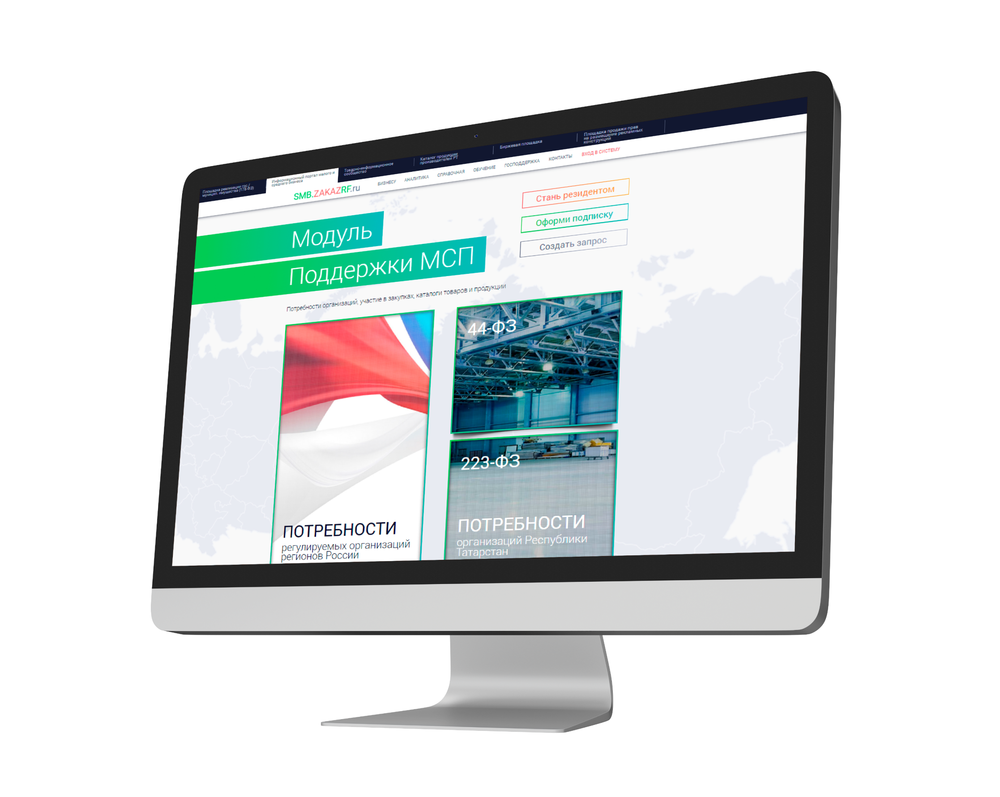 Площадка реализации гос./
муницип. имущества (178-ФЗ)
Информационный портал малого и
среднего бизнеса
Товарно-информационное
сообщество
Каталог продукции
производителей РТ
Биржевая площадка
Площадка продажи прав
на размещение рекламных
конструкций
SMB.ZAKAZRF.ru
БИЗНЕСУ
АНАЛИТИКА
СПРАВОЧНАЯ
ОБУЧЕНИЕ
ГОСПОДДЕРЖКА
КОНТАКТЫ
ВХОД В СИСТЕМУ
Модуль
Поддержки МСП
Стань резидентом
Оформи подписку
Создать запрос
Потребности организаций, участие в закупках, каталоги товаров и продукции
ПОТРЕБНОСТИ
регулируемых организаций
регионов России
44-ФЗ
223-ФЗ
ПОТРЕБНОСТИ
организаций Республики
Татарстан